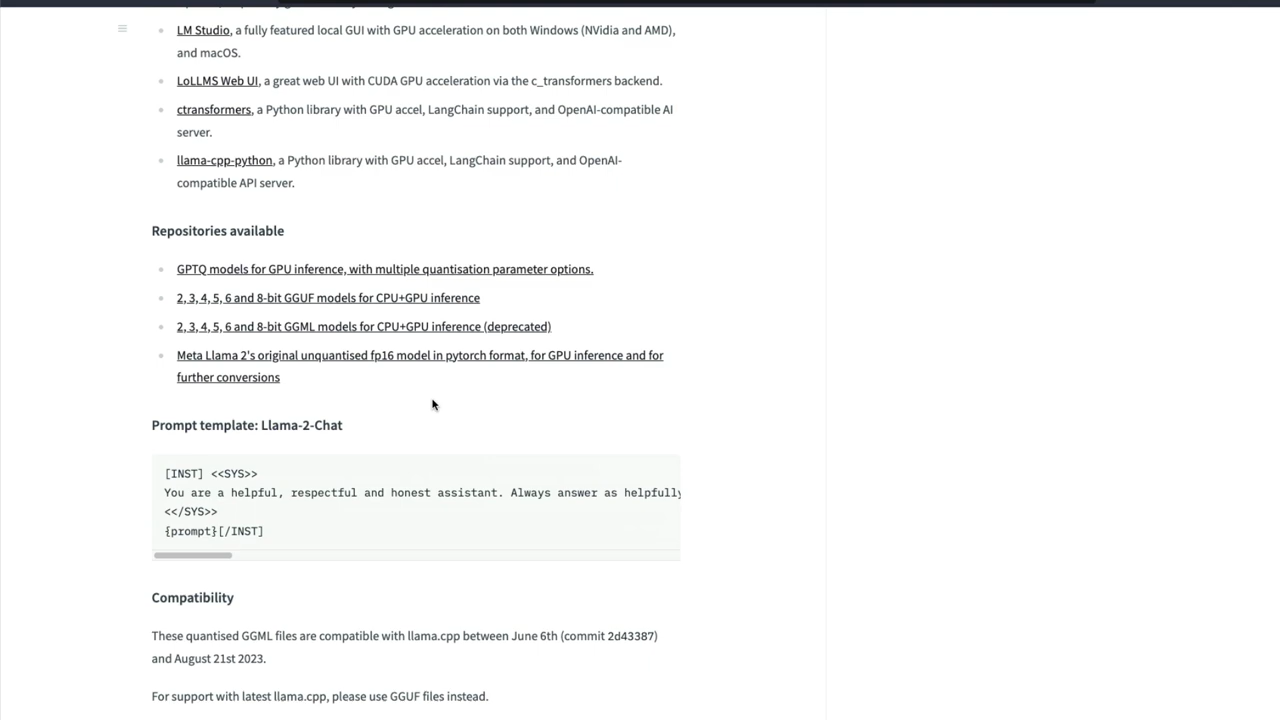 LM Studio, a fully featured local GUI with GPU acceleration on both Windows (NVidia and AMD),
and macOS.
LoLLMS Web UI, a great web UI with CUDA GPU acceleration via the c_transformers backend.
ctransformers, a Python library with GPU accel, LangChain support, and OpenAI-compatible AI
server.
llama-cpp-python, a Python library with GPU accel, LangChain support, and OpenAI-
compatible API server.
Repositories available
GPTQ models for GPU inference, with multiple quantisation parameter options.
2, 3, 4, 5, 6 and 8-bit GGUF models for CPU+GPU inference
2, 3, 4, 5, 6 and 8-bit GGML models for CPU+GPU inference (deprecated)
Meta Llama 2's original unquantised fp16 model in pytorch format, for GPU inference and for
further conversions
Prompt template: Llama-2-Chat
[INST] <<SYS>>
You are a helpful, respectful and honest assistant. Always answer as helpfully
<</SYS>>
{prompt}[/INST]
Compatibility
These quantised GGML files are compatible with llama.cpp between June 6th (commit 2d43387)
and August 21st 2023.
For support with latest llama.cpp, please use GGUF files instead.